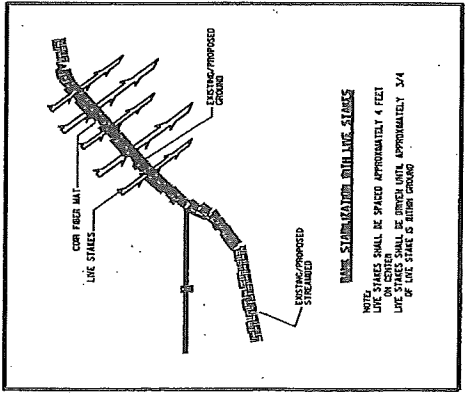 COIR FIBER MAT
LIVE STAKES
EXISTING/PROPOSED
GROUND
EXISTING/PROPOSED
STREAMBED
BANK STABILIZATION WITH LIVE STAKES
NOTE:
LIVE STAKES SHALL BE SPACED APPROXIMATELY 4 FEET
ON CENTER
LIVE STAKES SHALL BE DRIVEN UNTIL APPROXIMATELY 3/4
OF LIVE STAKE IS WITHIN GROUND